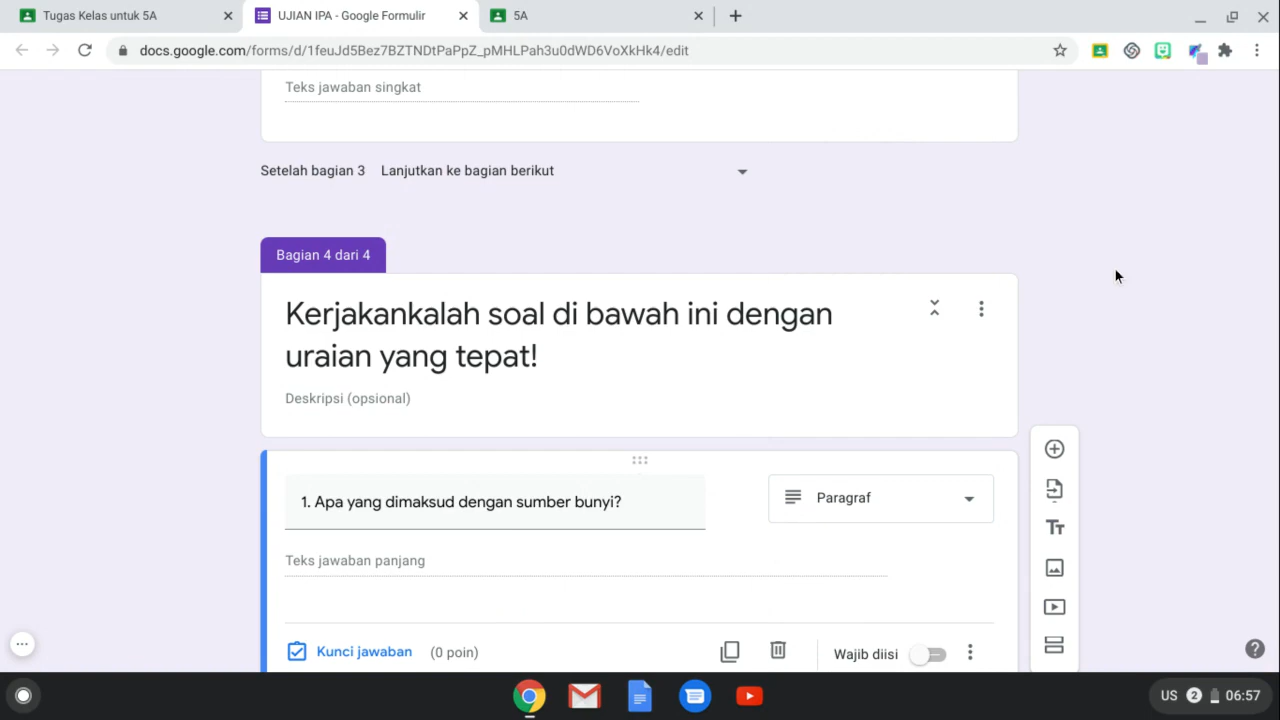 Tugas Kelas untuk 5A
UJIAN IPA - Google Formulir
5A
docs.google.com/forms/d/1feuJd5Bez7BZTNDtPaPpZ_pMHLPah3u0dWD6VoXkHk4/edit
Teks jawaban singkat
Setelah bagian 3 Lanjutkan ke bagian berikut
Bagian 4 dari 4
Kerjakankalah soal di bawah ini dengan
uraian yang tepat!
Deskripsi (opsional)
1. Apa yang dimaksud dengan sumber bunyi?
Paragraf
Teks jawaban panjang
Kunci jawaban (0 poin)
Wajib diisi
US 2 06:57